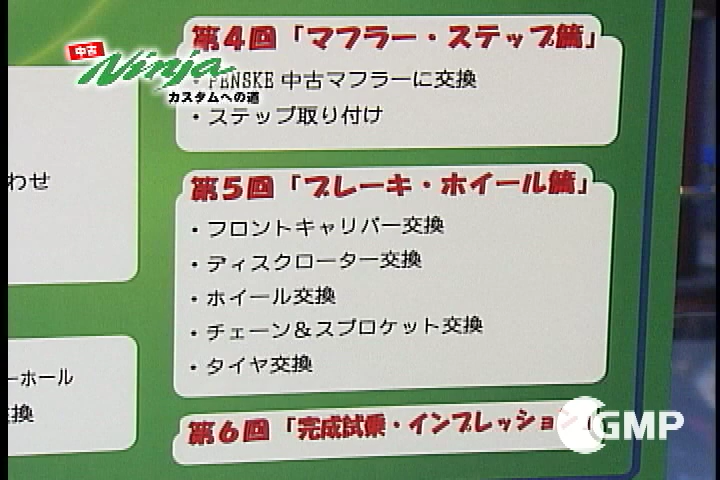 中古
Ninja
カスタムへの道
第4回「マフラー・ステップ篇」
・PENSKE 中古マフラーに交換
・ステップ取り付け
わせ
第5回「ブレーキ・ホイール篇」
・フロントキャリパー交換
・ディスクローター交換
・ホイール交換
・チェーン＆スプロケット交換
・タイヤ交換
ーホール
換
第6回「完成試乗・インプレッション」
GMP